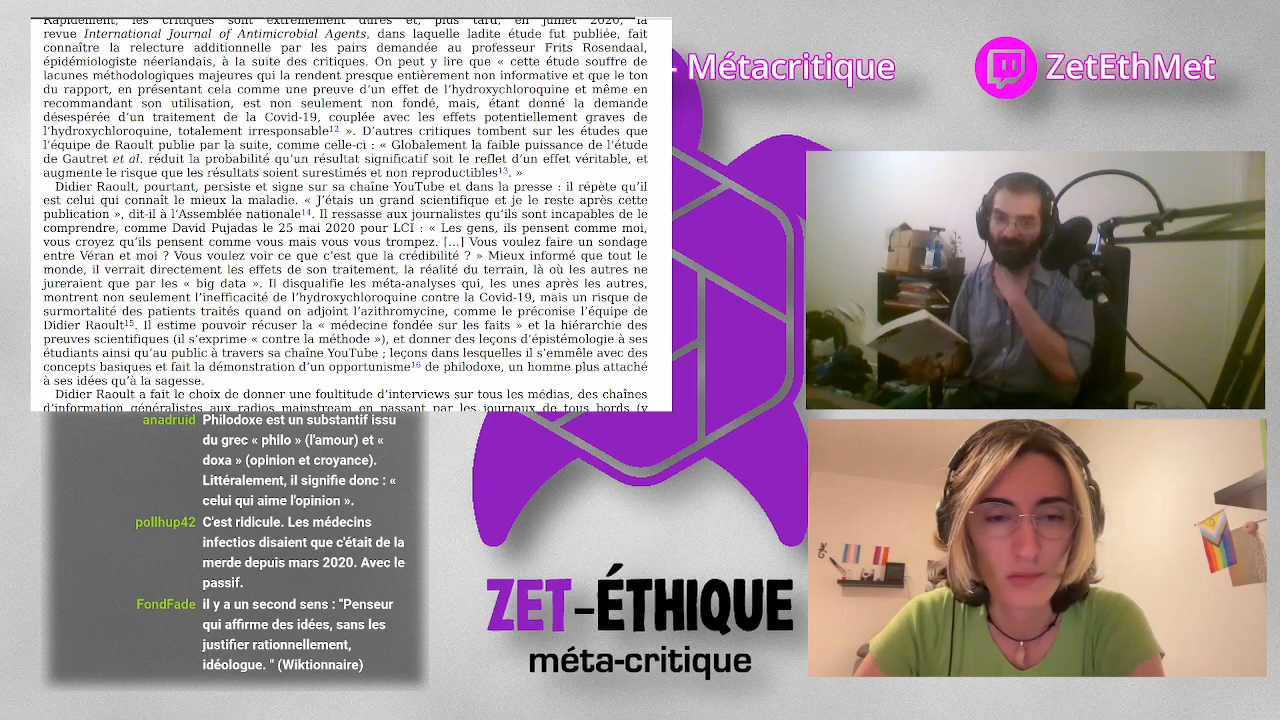 Rapidement, les critiques sont extrêmement dures et, plus tard, en juillet 2020, la
revue International Journal of Antimicrobial Agents, dans laquelle ladite étude fut publiée, fait
connaître la relecture additionnelle par les pairs demandée au professeur Frits Rosendaal,
épidémiologiste néerlandais, à la suite des critiques. On peut y lire que « cette étude souffre de
lacunes méthodologiques majeures qui la rendent presque entièrement non informative et que le ton
du rapport, en présentant cela comme une preuve d'un effet de l'hydroxychloroquine et même en
recommandant son utilisation, est non seulement non fondé, mais, étant donné la demande
désespérée d'un traitement de la Covid-19, couplée avec les effets potentiellement graves de
l'hydroxychloroquine, totalement irresponsable12 ». D'autres critiques tombent sur les études que
l'équipe de Raoult publie par la suite, comme celle-ci : « Globalement la faible puissance de l'étude
de Gautret et al. réduit la probabilité qu'un résultat significatif soit le reflet d'un effet véritable, et
augmente le risque que les résultats soient surestimés et non reproductibles13. »
Didier Raoult, pourtant, persiste et signe sur sa chaîne YouTube et dans la presse : il répète qu'il
est celui qui connaît le mieux la maladie. « J'étais un grand scientifique et je le reste après cette
publication », dit-il à l'Assemblée nationale14. Il ressasse aux journalistes qu'ils sont incapables de le
comprendre, comme David Pujadas le 25 mai 2020 pour LCI : « Les gens, ils pensent comme moi,
vous croyez qu'ils pensent comme vous mais vous vous trompez. [...] Vous voulez faire un sondage
entre Véran et moi ? Vous voulez voir ce que c'est que la crédibilité ? » Mieux informé que tout le
monde, il verrait directement les effets de son traitement, la réalité du terrain, là où les autres ne
jureraient que par les « big data ». Il disqualifie les méta-analyses qui, les unes après les autres,
montrent non seulement l'inefficacité de l'hydroxychloroquine contre la Covid-19, mais un risque de
surmortalité des patients traités quand on adjoint l'azithromycine, comme le préconise l'équipe de
Didier Raoult15. Il estime pouvoir récuser la « médecine fondée sur les faits » et la hiérarchie des
preuves scientifiques (il s'exprime « contre la méthode »), et donner des leçons d'épistémologie à ses
étudiants ainsi qu'au public à travers sa chaîne YouTube ; leçons dans lesquelles il s'emmêle avec des
concepts basiques et fait la démonstration d'un opportunisme16 de philodoxe, un homme plus attaché
à ses idées qu'à la sagesse.
Didier Raoult a fait le choix de donner une foultitude d'interviews sur tous les médias, des chaînes
d'information généralistes aux radios mainstream en passant par les journaux de tous bords (y
- Métacritique
ZetEthMet
anadruid Philodoxe est un substantif issu
du grec « philo » (l'amour) et «
doxa » (opinion et croyance).
Littéralement, il signifie donc : «
celui qui aime l'opinion ».
pollhup42 C'est ridicule. Les médecins
infectios disaient que c'était de la
merde depuis mars 2020. Avec le
passif.
FondFade il y a un second sens : "Penseur
qui affirme des idées, sans les
justifier rationnellement,
idéologue. " (Wiktionnaire)
ZET-ÉTHIQUE
méta-critique